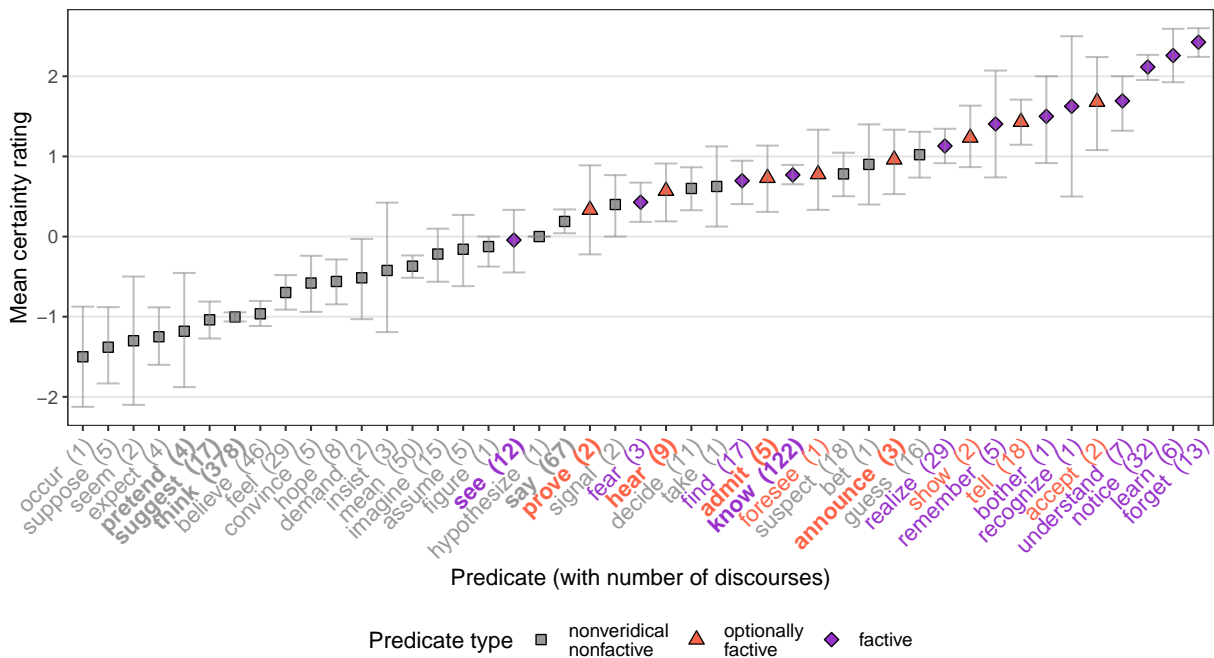 Mean certainty rating
2
1
0
−1
−2
occur (1)
suppose (5)
seem (2)
expect (4)
pretend (4)
suggest (17)
think (378)
believe (46)
feel (29)
convince (5)
hope (8)
demand (2)
insist (3)
mean (50)
imagine (15)
assume (5)
figure (1)
see (12)
hypothesize (1)
say (67)
prove (2)
signal (2)
fear (3)
hear (9)
decide (11)
take (1)
find (17)
admit (5)
know (122)
foresee (1)
suspect (18)
bet (1)
announce (3)
guess (16)
realize (29)
show (2)
remember (5)
tell (18)
bother (1)
recognize (1)
accept (2)
understand (7)
notice (32)
learn (6)
forget (13)
Predicate (with number of discourses)
Predicate type
nonveridical
nonfactive
optionally
factive
factive